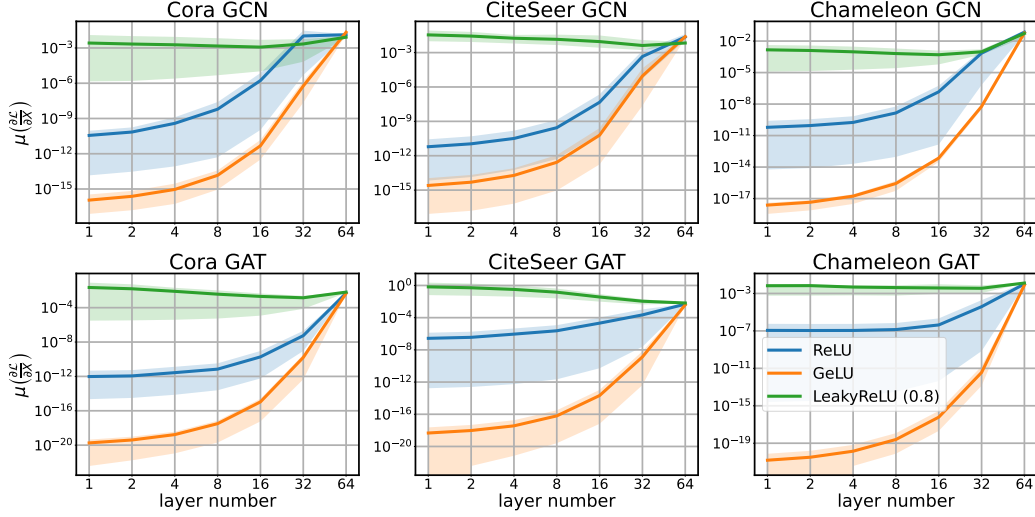 Cora GCN
μ(∂ℒ/∂X)
10⁻³
10⁻⁶
10⁻⁹
10⁻¹²
10⁻¹⁵
1 2 4 8 16 32 64
CiteSeer GCN
10⁻³
10⁻⁶
10⁻⁹
10⁻¹²
10⁻¹⁵
1 2 4 8 16 32 64
Chameleon GCN
10⁻²
10⁻⁵
10⁻⁸
10⁻¹¹
10⁻¹⁴
10⁻¹⁷
1 2 4 8 16 32 64
Cora GAT
μ(∂ℒ/∂X)
10⁻⁴
10⁻⁸
10⁻¹²
10⁻¹⁶
10⁻²⁰
1 2 4 8 16 32 64
layer number
CiteSeer GAT
10⁰
10⁻⁴
10⁻⁸
10⁻¹²
10⁻¹⁶
10⁻²⁰
1 2 4 8 16 32 64
layer number
Chameleon GAT
10⁻³
10⁻⁷
10⁻¹¹
10⁻¹⁵
10⁻¹⁹
ReLU
GeLU
LeakyReLU (0.8)
1 2 4 8 16 32 64
layer number